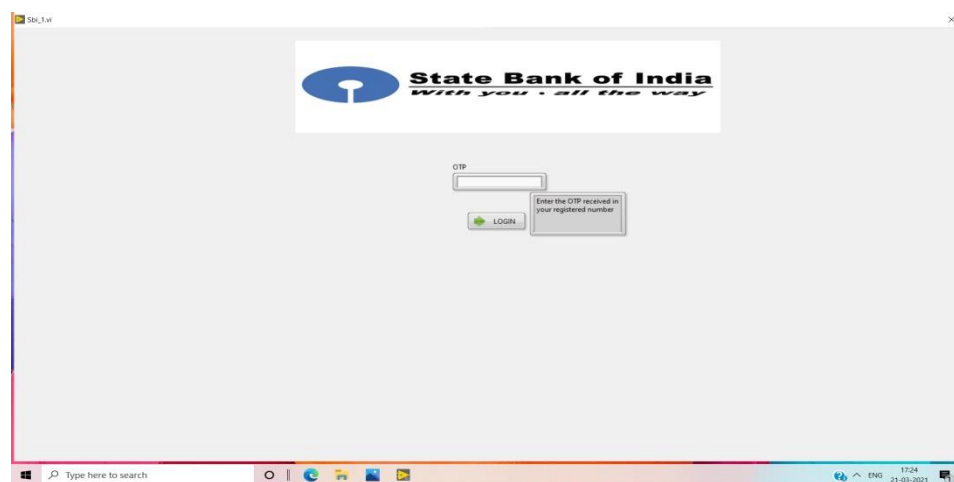 Sbi_1.vi
State Bank of India
With you · all the way
OTP
Enter the OTP received in
your registered number
LOGIN
Type here to search
ENG
17:24
21-03-2021